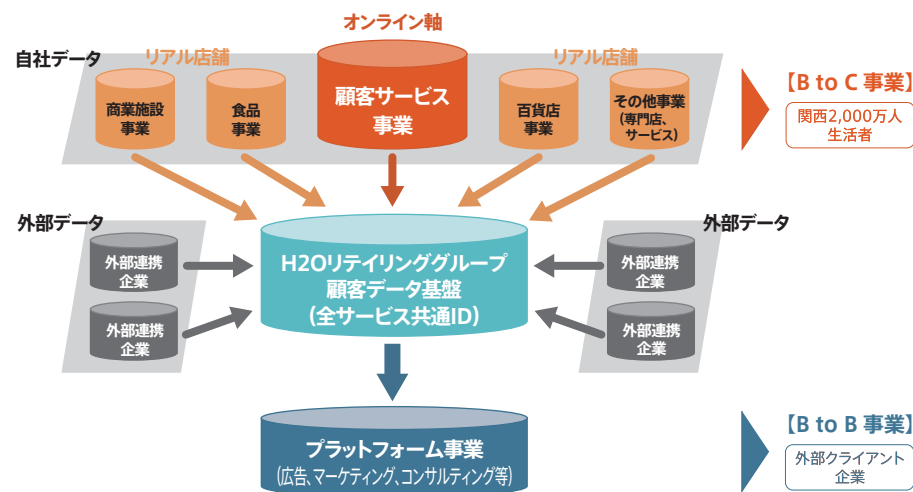 オンライン軸
自社データ
リアル店舗
リアル店舗
商業施設
事業
食品
事業
顧客サービス
事業
百貨店
事業
その他事業
(専門店、
サービス)
【B to C 事業】
関西2,000万人
生活者
外部データ
外部データ
外部連携
企業
外部連携
企業
H2Oリテイリンググループ
顧客データ基盤
(全サービス共通ID)
外部連携
企業
外部連携
企業
プラットフォーム事業
(広告、マーケティング、コンサルティング等)
【B to B 事業】
外部クライアント
企業